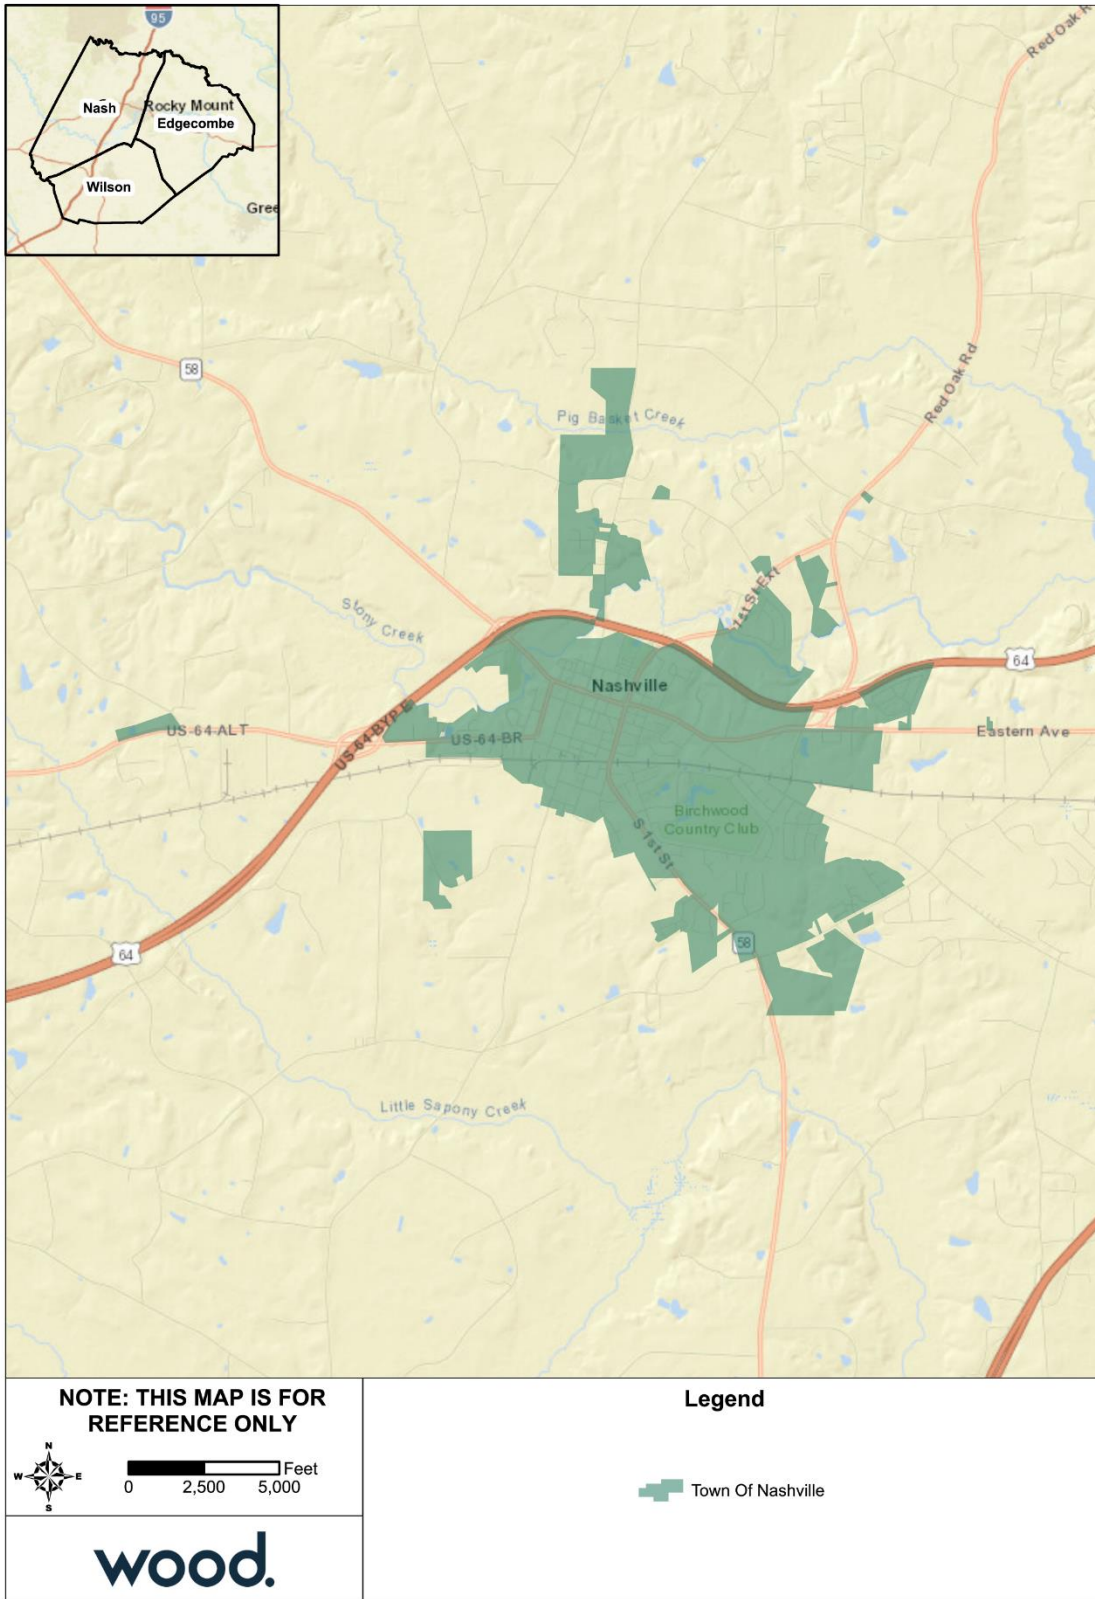 95
Nash
Rocky Mount
Edgecombe
Wilson
Red Oak R
58
Red Oak Rd
Pig Basket Creek
1st St Ext
Stony Creek
64
Nashville
US-64-ALT
US-64-BYP E
US-64-BR
Eastern Ave
Birchwood
Country Club
S 1st St
58
64
Little Sapony Creek
NOTE: THIS MAP IS FOR
REFERENCE ONLY
N
W E
S
Feet
0 2,500 5,000
wood.
Legend
Town Of Nashville